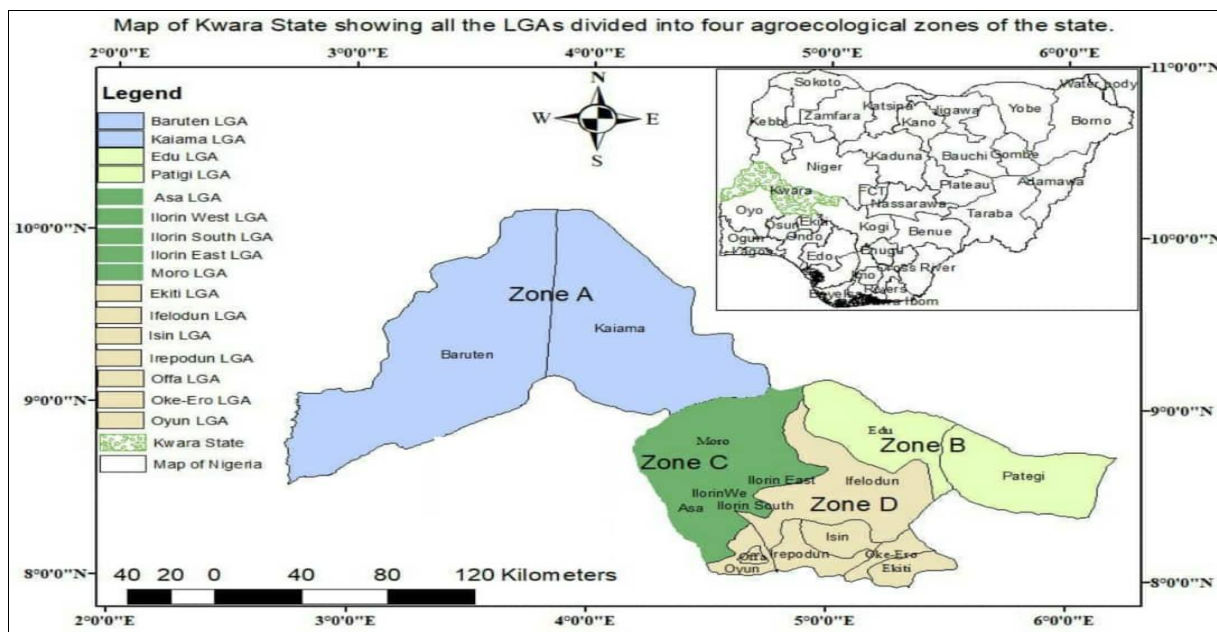 Map of Kwara State showing all the LGAs divided into four agroecological zones of the state.
2°0'0"E 3°0'0"E 4°0'0"E 5°0'0"E 6°0'0"E
11°0'0"N
Legend
Baruten LGA
Kaiama LGA
Edu LGA
Patigi LGA
Asa LGA
Ilorin West LGA
Ilorin South LGA
Ilorin East LGA
Moro LGA
Ekiti LGA
Ifelodun LGA
Isin LGA
Irepodun LGA
Offa LGA
Oke-Ero LGA
Oyun LGA
Kwara State
Map of Nigeria
N
W E
S
Sokoto
Water body
Katsina
Jigawa
Yobe
Kebbi
Zamfara
Kano
Borno
Kaduna
Bauchi
Gombe
Niger
Plateau
Adamawa
Kwara
FCT
Nassarawa
Taraba
Oyo
Osun
Ekiti
Kogi
Benue
Ogun
Ondo
Enugu
Lagos
Edo
Imo
Cross River
Rivers
10°0'0"N
10°0'0"N
Zone A
Kaiama
Baruten
9°0'0"N
9°0'0"N
Moro
Edu
Zone B
Zone C
Pategi
Ilorin East
Ifelodun
IlorinWe
Asa
Ilorin South
Zone D
Isin
Offa
Irepodun
Oke-Ero
Oyun
Ekiti
8°0'0"N
8°0'0"N
40 20 0 40 80 120 Kilometers
2°0'0"E 3°0'0"E 4°0'0"E 5°0'0"E 6°0'0"E